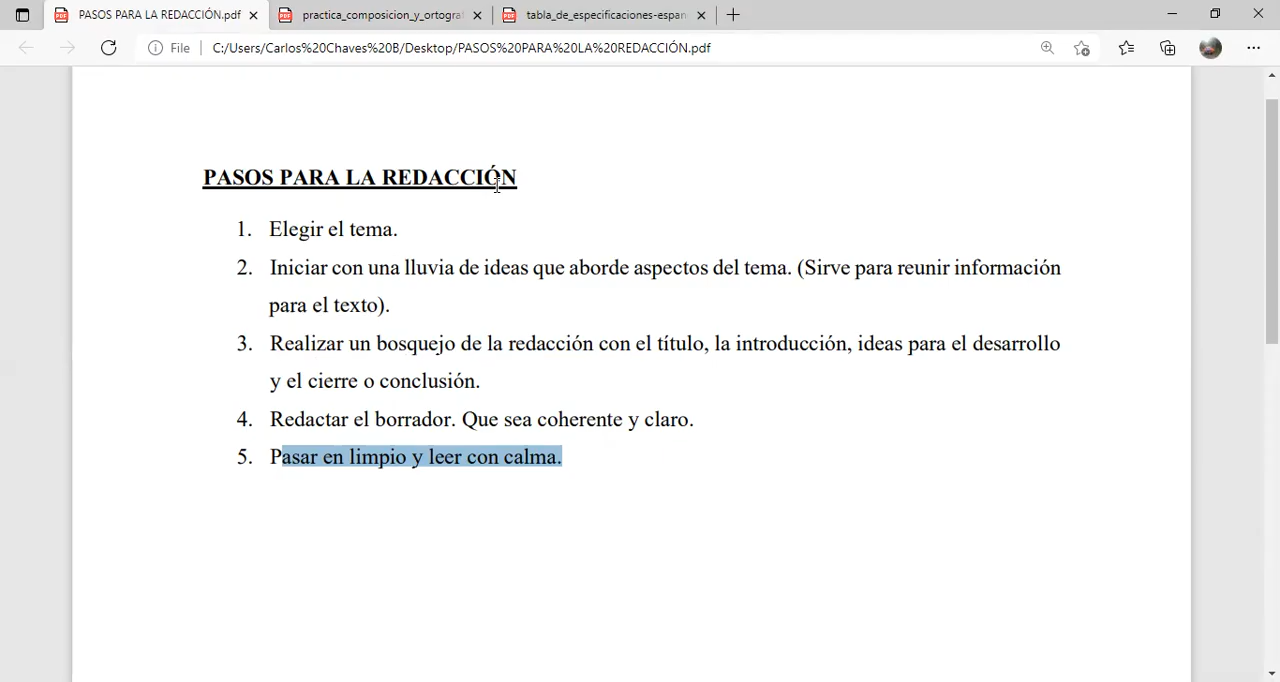 PASOS PARA LA REDACCIÓN.pdf
practica_composicion_y_ortogra
tabla_de_especificaciones-espan
File
C:/Users/Carlos%20Chaves%20B/Desktop/PASOS%20PARA%20LA%20REDACCIÓN.pdf
PASOS PARA LA REDACCIÓN
1. Elegir el tema.
2. Iniciar con una lluvia de ideas que aborde aspectos del tema. (Sirve para reunir información
para el texto).
3. Realizar un bosquejo de la redacción con el título, la introducción, ideas para el desarrollo
y el cierre o conclusión.
4. Redactar el borrador. Que sea coherente y claro.
5. Pasar en limpio y leer con calma.